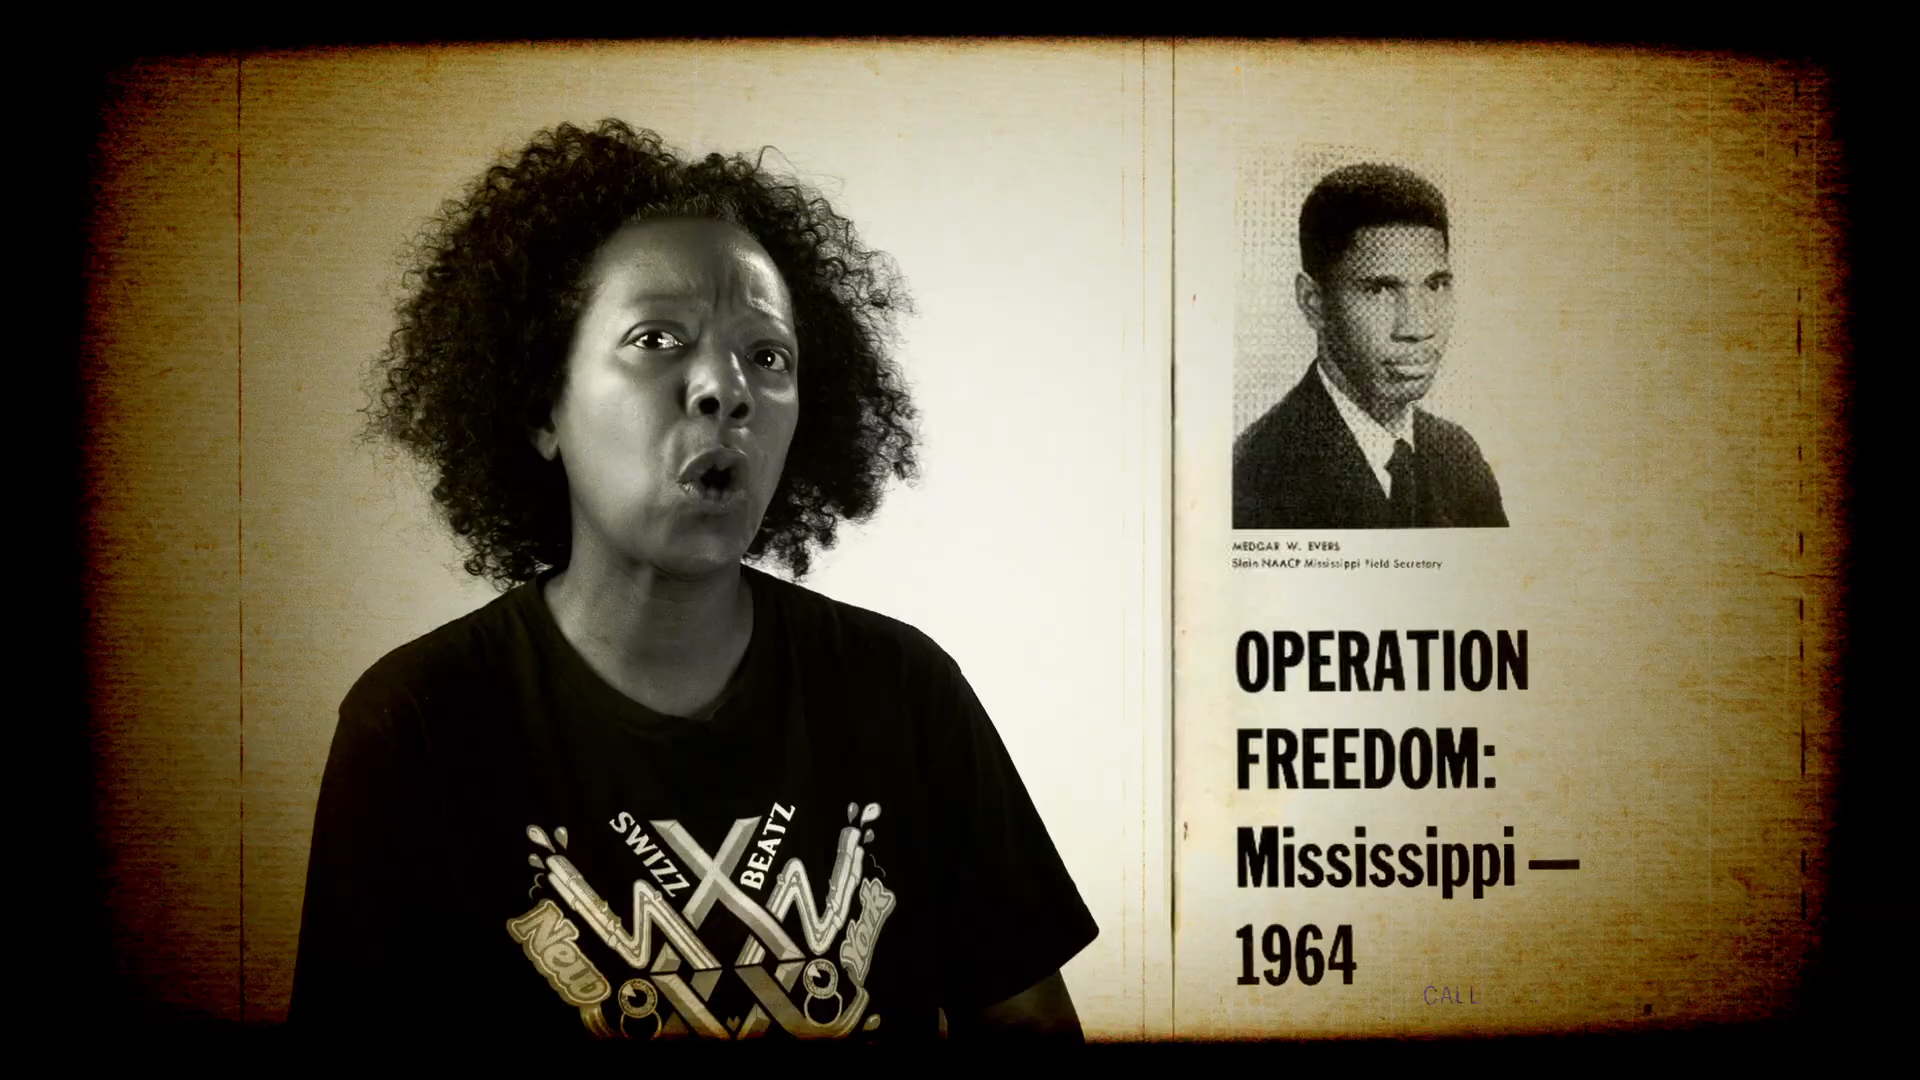 SWIZZ
BEATZ
New
York
MEDGAR W. EVERS
Slain NAACP Mississippi Field Secretary
OPERATION
FREEDOM:
Mississippi —
1964
CALL